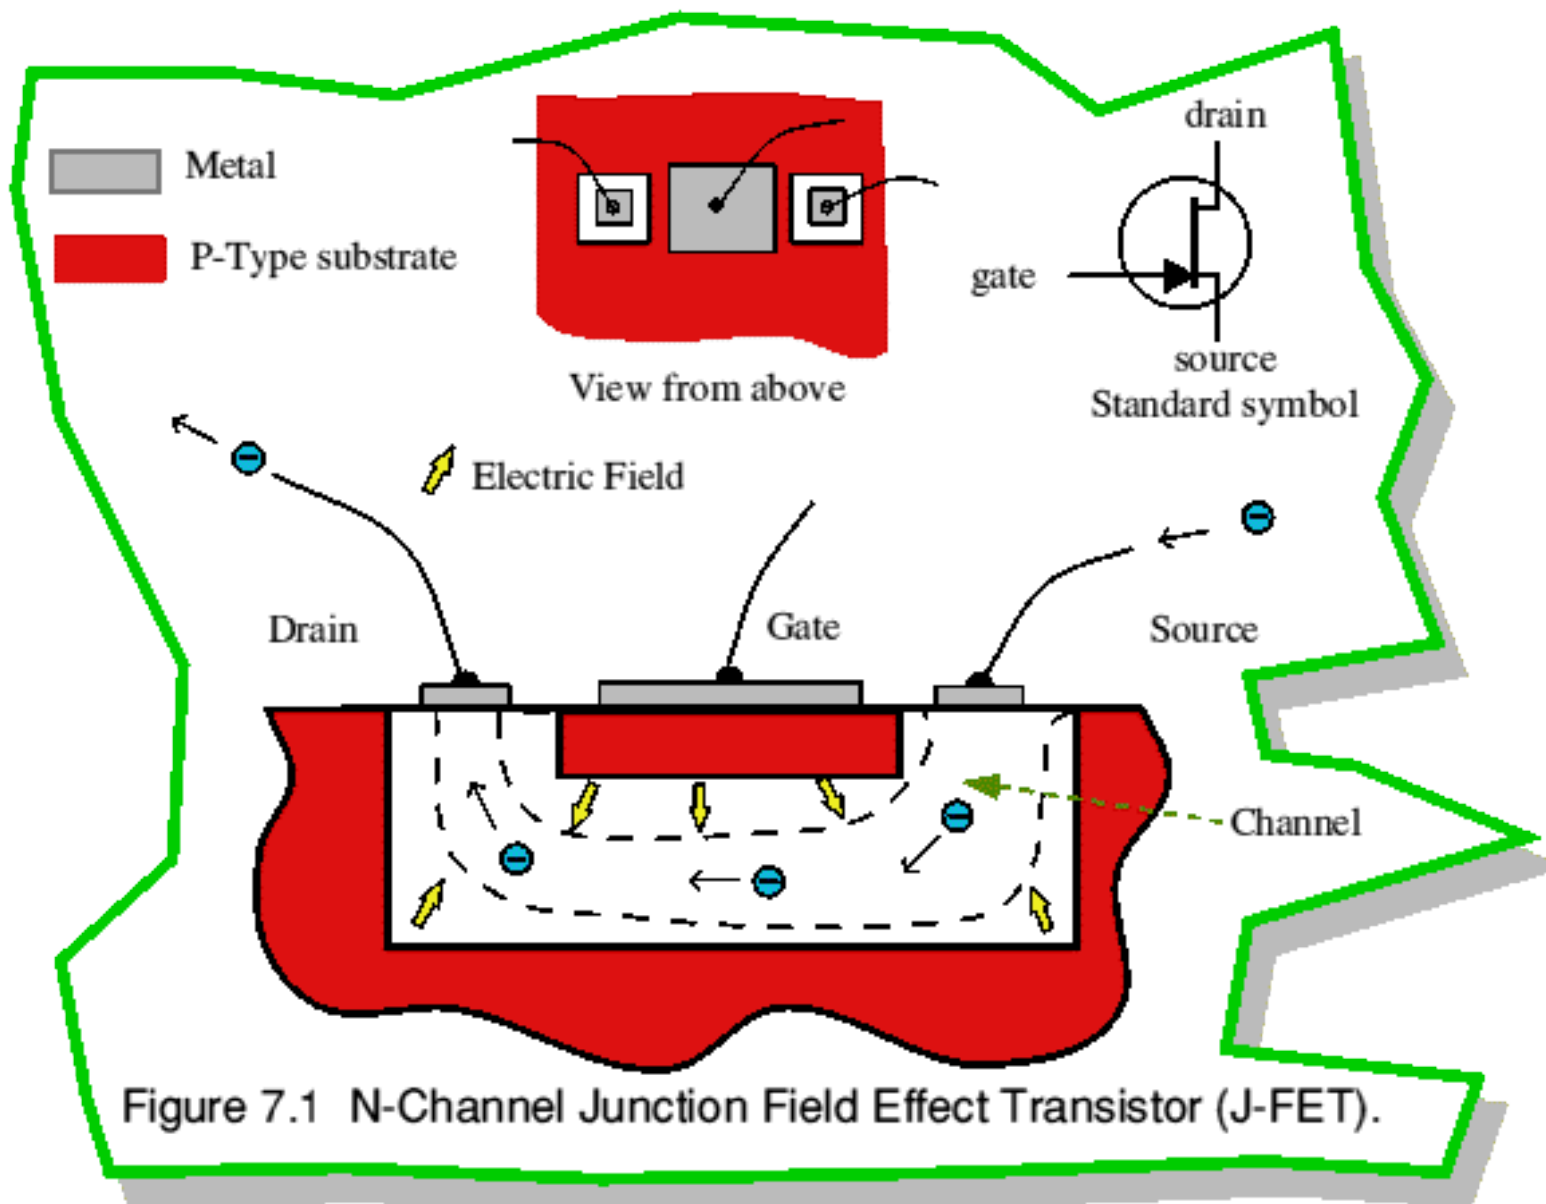 Metal
P-Type substrate
View from above
drain
gate
source
Standard symbol
Electric Field
Drain
Gate
Source
Channel
Figure 7.1 N-Channel Junction Field Effect Transistor (J-FET).